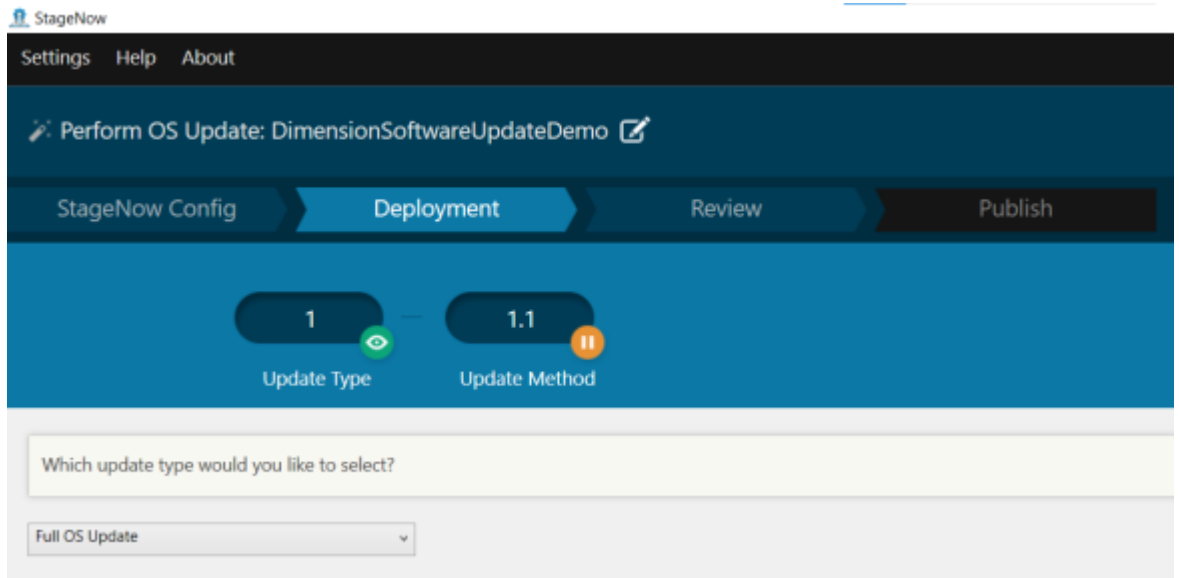 StageNow
Settings Help About
Perform OS Update: DimensionSoftwareUpdateDemo
StageNow Config Deployment Review Publish
1 1.1
Update Type Update Method
Which update type would you like to select?
Full OS Update